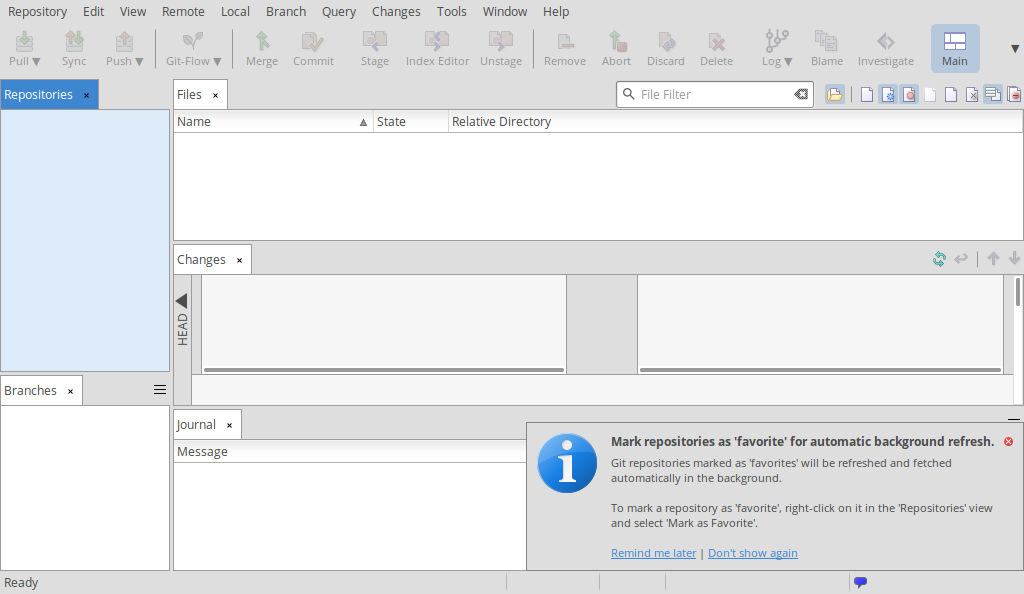 Repository Edit View Remote Local Branch Query Changes Tools Window Help
Pull Sync Push Git-Flow Merge Commit Stage Index Editor Unstage Remove Abort Discard Delete Log Blame Investigate Main
Repositories
Files
File Filter
Name State Relative Directory
Changes
HEAD
Branches
Journal
Message
Mark repositories as 'favorite' for automatic background refresh.
Git repositories marked as 'favorites' will be refreshed and fetched
automatically in the background.
To mark a repository as 'favorite', right-click on it in the 'Repositories' view
and select 'Mark as Favorite'.
Remind me later | Don't show again
Ready